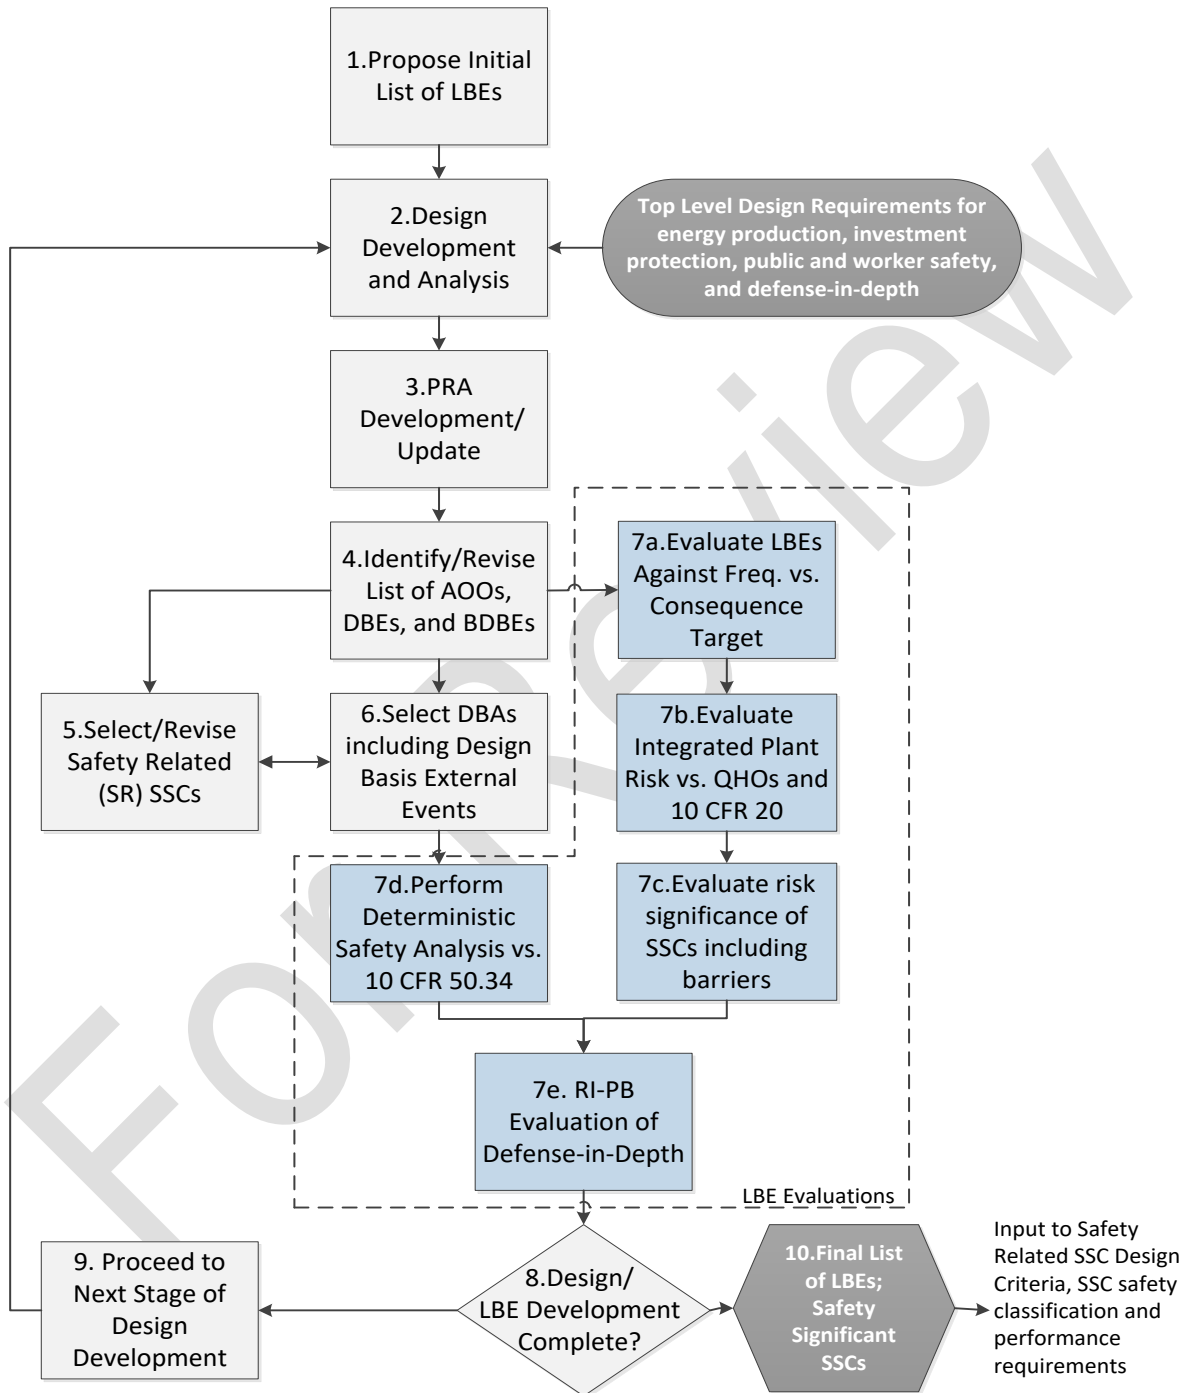 1.Propose Initial
List of LBEs
2.Design
Development
and Analysis
Top Level Design Requirements for
energy production, investment
protection, public and worker safety,
and defense-in-depth
3.PRA
Development/
Update
4.Identify/Revise
List of AOOs,
DBEs, and BDBEs
7a.Evaluate LBEs
Against Freq. vs.
Consequence
Target
5.Select/Revise
Safety Related
(SR) SSCs
6.Select DBAs
including Design
Basis External
Events
7b.Evaluate
Integrated Plant
Risk vs. QHOs and
10 CFR 20
7d.Perform
Deterministic
Safety Analysis vs.
10 CFR 50.34
7c.Evaluate risk
significance of
SSCs including
barriers
7e. RI-PB
Evaluation of
Defense-in-Depth
LBE Evaluations
9. Proceed to
Next Stage of
Design
Development
8.Design/
LBE Development
Complete?
10.Final List
of LBEs;
Safety
Significant
SSCs
Input to Safety
Related SSC Design
Criteria, SSC safety
classification and
performance
requirements
For Review